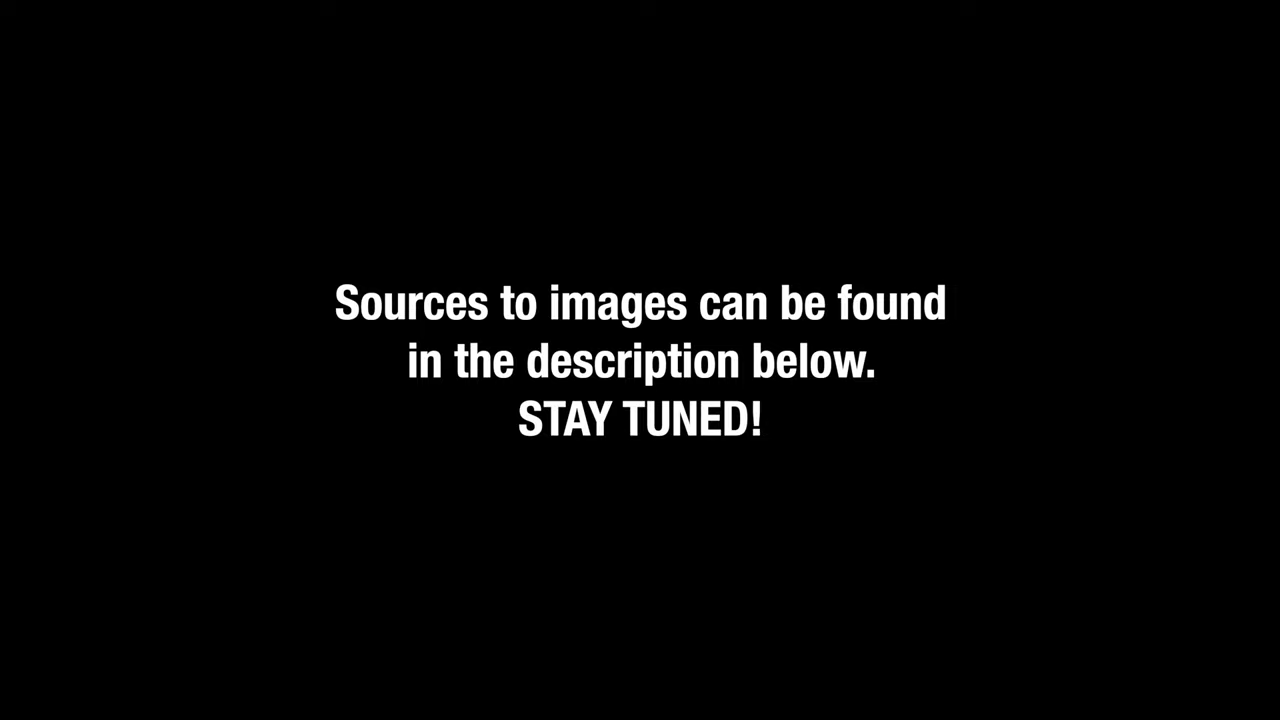 Sources to images can be found
in the description below.
STAY TUNED!